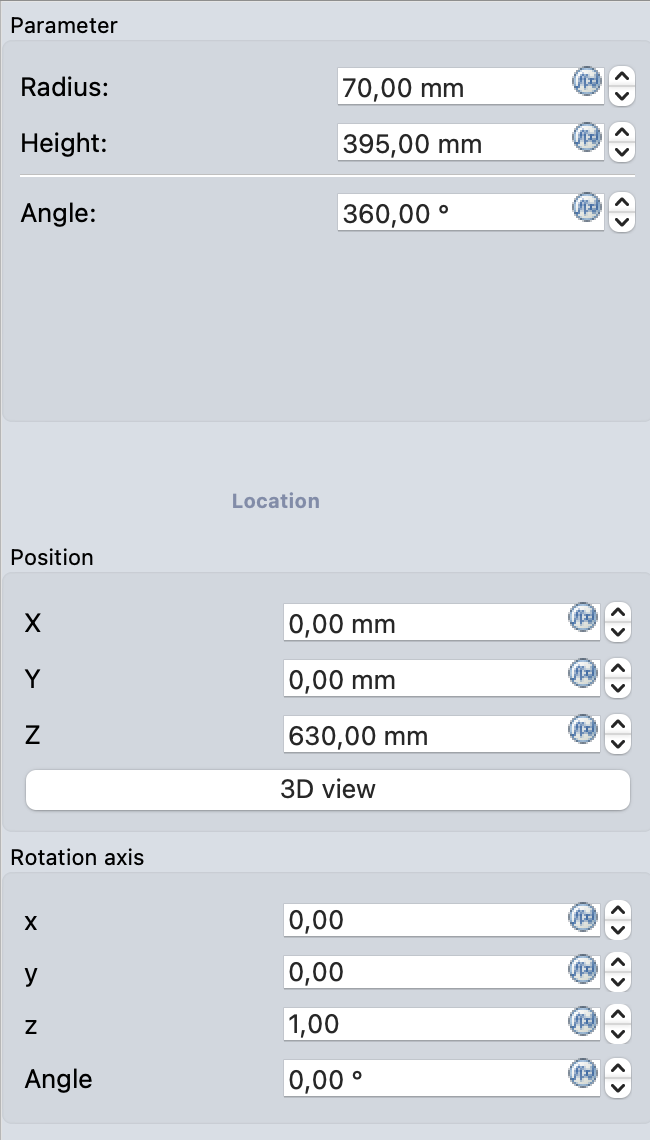 Parameter
Radius: 70,00 mm
Height: 395,00 mm
Angle: 360,00 °
Location
Position
X 0,00 mm
Y 0,00 mm
Z 630,00 mm
3D view
Rotation axis
x 0,00
y 0,00
z 1,00
Angle 0,00 °